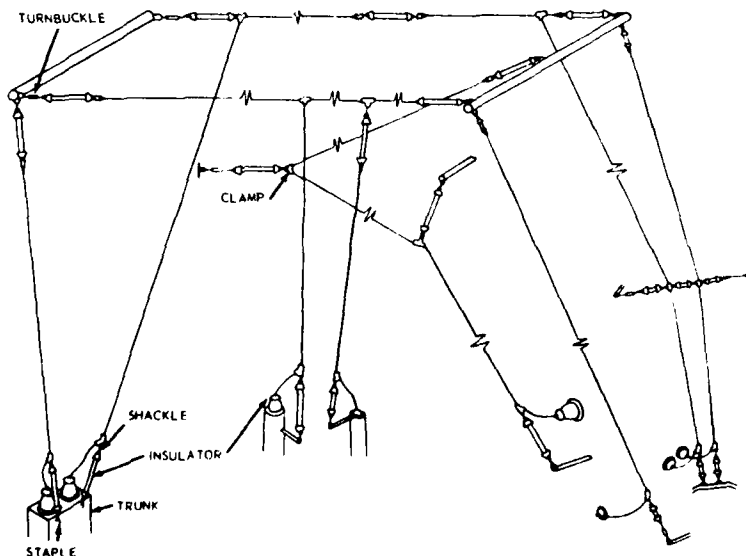 TURNBUCKLE
CLAMP
SHACKLE
INSULATOR
TRUNK
STAPLE